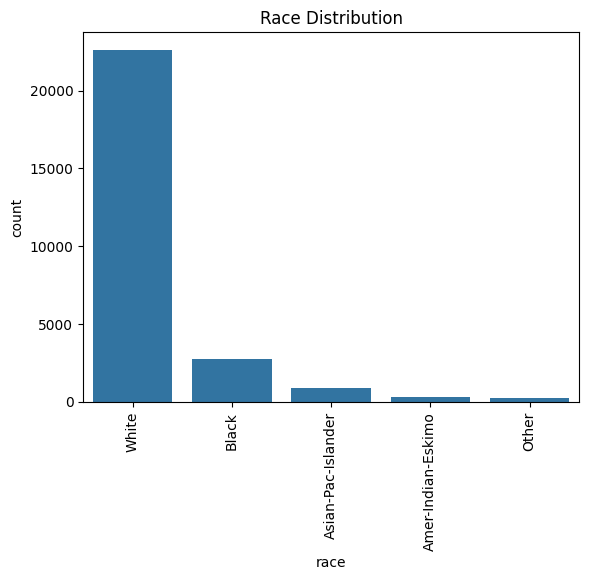 Race Distribution
20000
15000
10000
5000
0
count
White
Black
Asian-Pac-Islander
Amer-Indian-Eskimo
Other
race